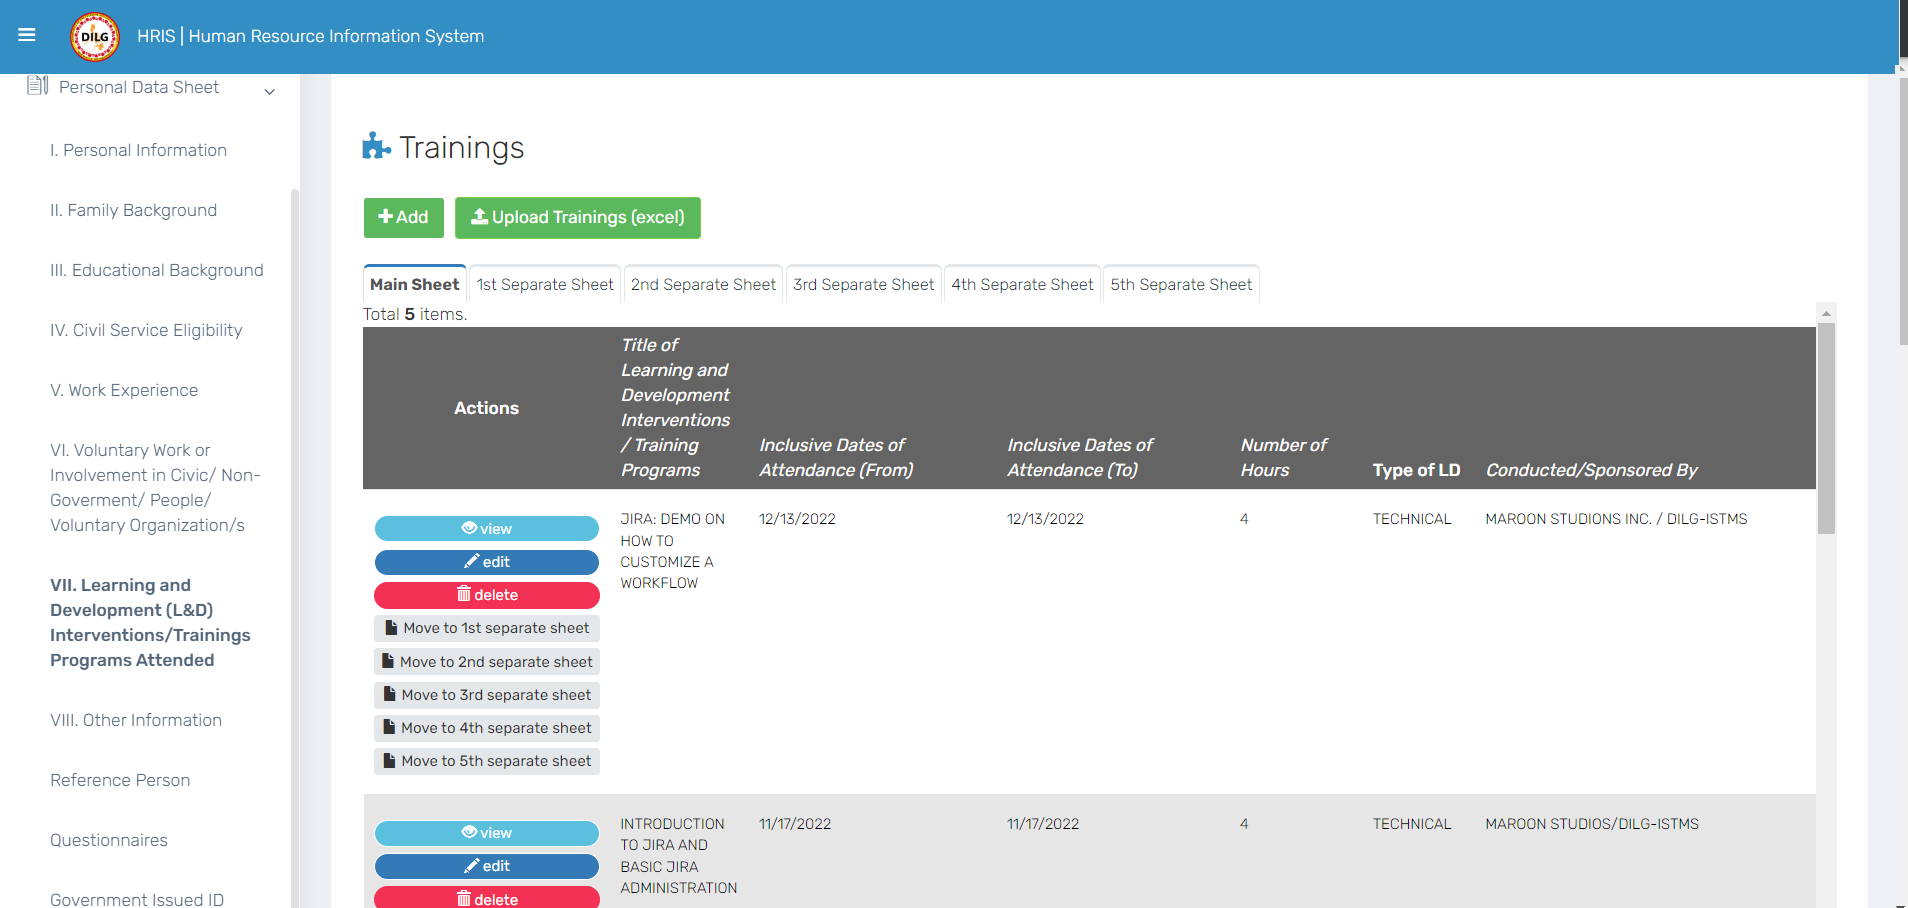 DILG
HRIS | Human Resource Information System
Personal Data Sheet
I. Personal Information
II. Family Background
III. Educational Background
IV. Civil Service Eligibility
V. Work Experience
VI. Voluntary Work or
Involvement in Civic/ Non-
Goverment/ People/
Voluntary Organization/s
VII. Learning and
Development (L&D)
Interventions/Trainings
Programs Attended
VIII. Other Information
Reference Person
Questionnaires
Government Issued ID
Trainings
Add
Upload Trainings (excel)
Main Sheet 1st Separate Sheet 2nd Separate Sheet 3rd Separate Sheet 4th Separate Sheet 5th Separate Sheet
Total 5 items.
Actions
Title of
Learning and
Development
Interventions
/ Training
Programs
Inclusive Dates of
Attendance (From)
Inclusive Dates of
Attendance (To)
Number of
Hours
Type of LD
Conducted/Sponsored By
view
edit
delete
Move to 1st separate sheet
Move to 2nd separate sheet
Move to 3rd separate sheet
Move to 4th separate sheet
Move to 5th separate sheet
JIRA: DEMO ON
HOW TO
CUSTOMIZE A
WORKFLOW
12/13/2022
12/13/2022
4
TECHNICAL
MAROON STUDIONS INC. / DILG-ISTMS
view
edit
delete
INTRODUCTION
TO JIRA AND
BASIC JIRA
ADMINISTRATION
11/17/2022
11/17/2022
4
TECHNICAL
MAROON STUDIOS/DILG-ISTMS